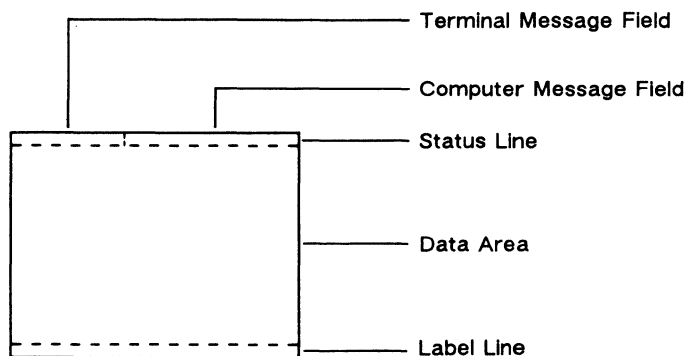 Terminal Message Field
Computer Message Field
Status Line
Data Area
Label Line